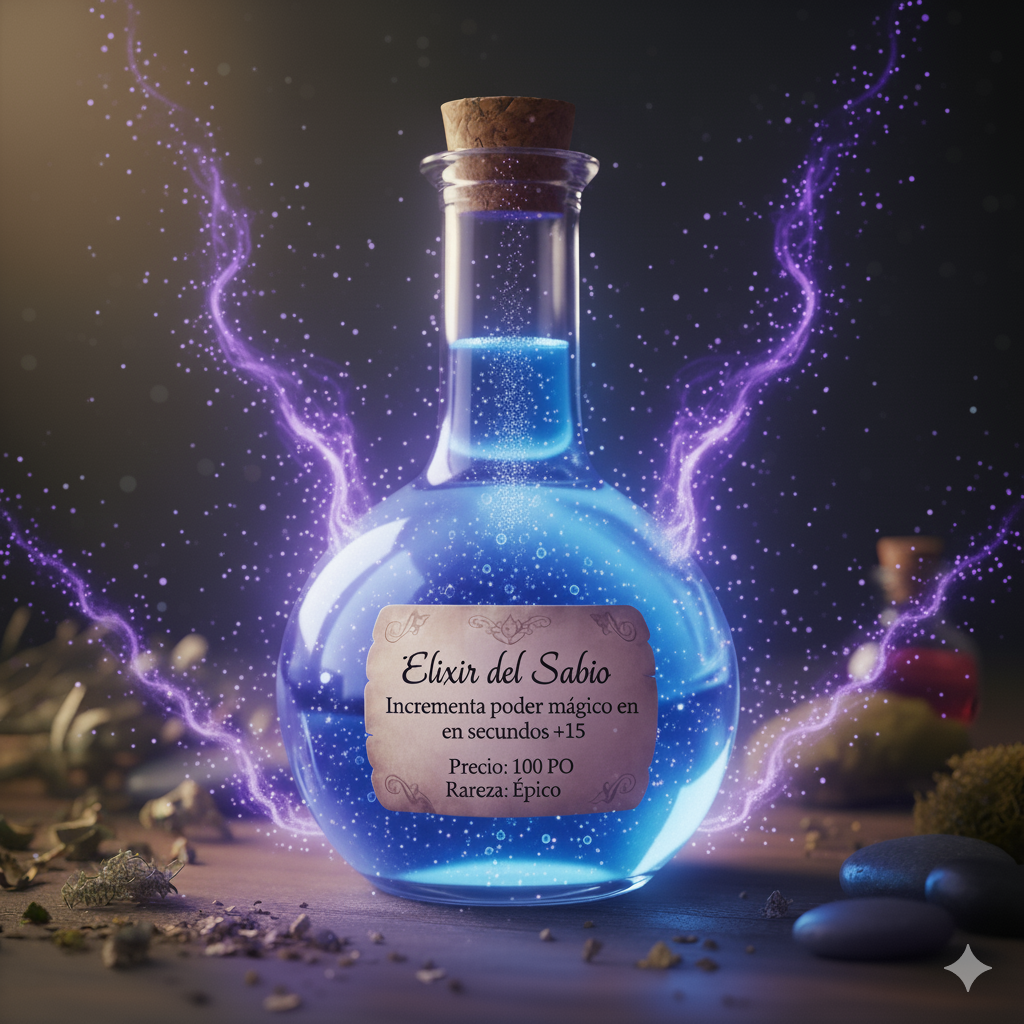 Elixir del Sabio
Incrementa poder mágico en
en secundos +15
Precio: 100 PO
Rareza: Épico